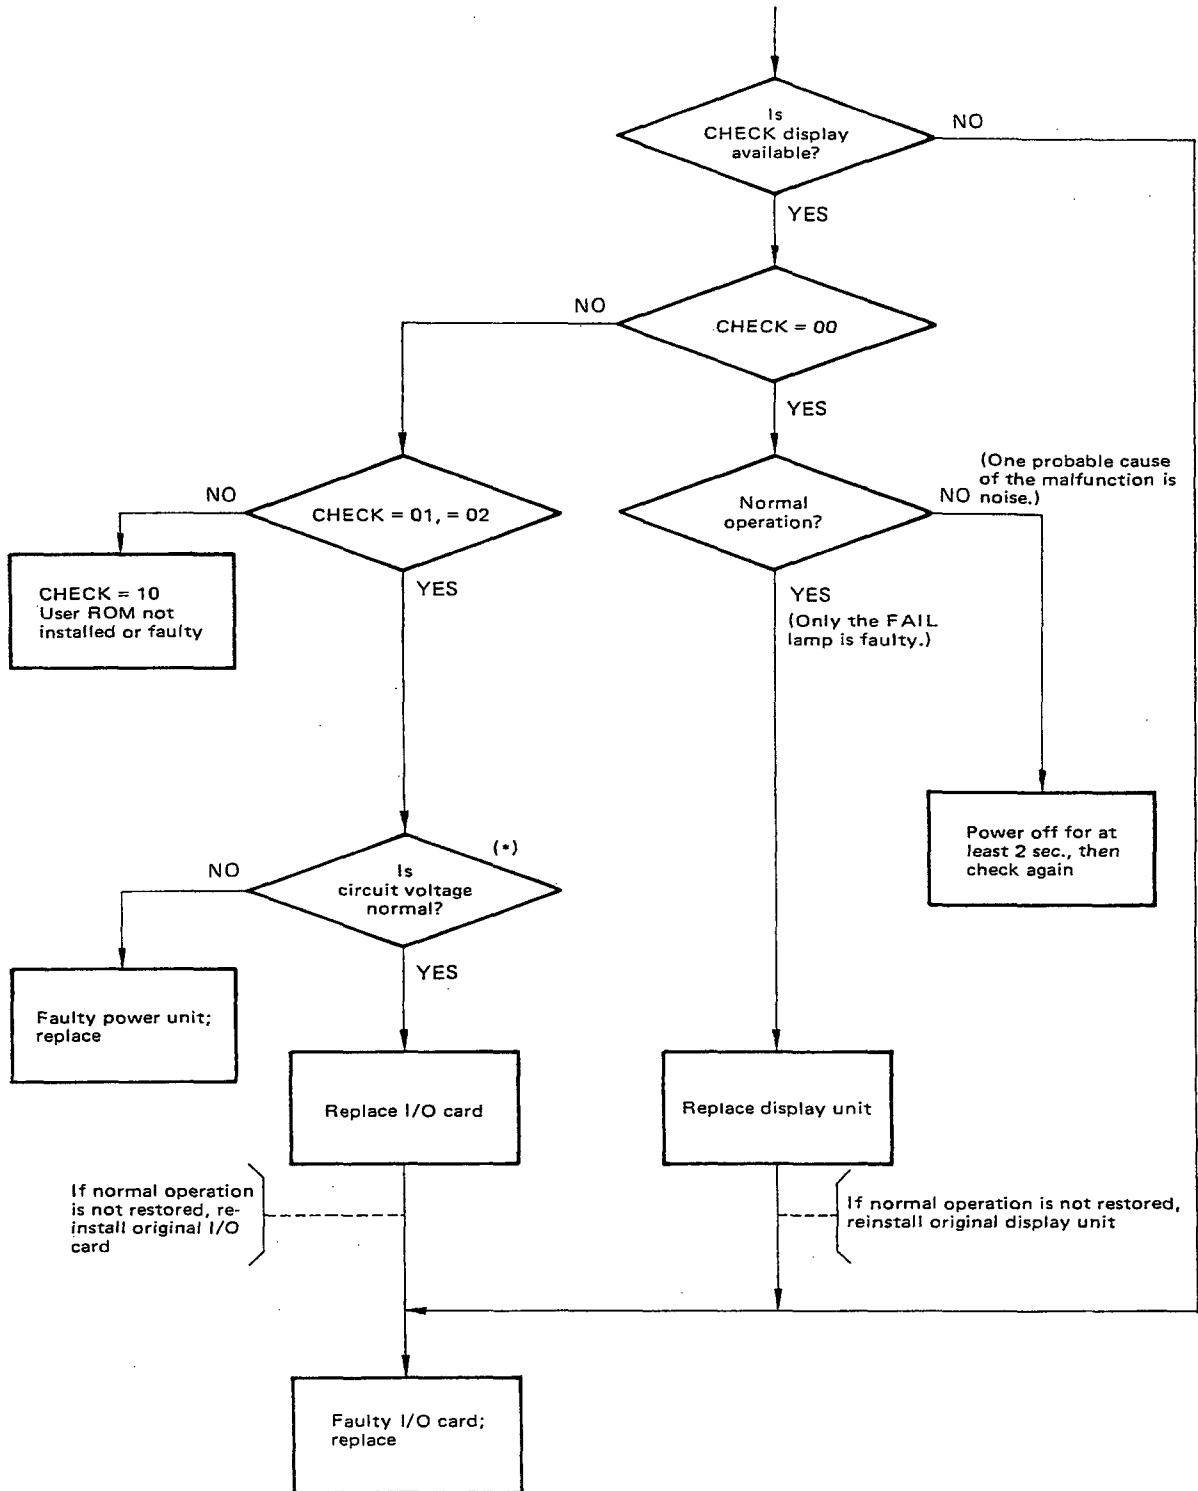 Is
CHECK display
available?
NO
YES
NO
CHECK = 00
YES
NO
CHECK = 01, = 02
Normal
operation?
(One probable cause
of the malfunction is
NO noise.)
CHECK = 10
User ROM not
installed or faulty
YES
YES
(Only the FAIL
lamp is faulty.)
Power off for at
least 2 sec., then
check again
NO
(*)
Is
circuit voltage
normal?
YES
Faulty power unit;
replace
Replace I/O card
Replace display unit
If normal operation
is not restored, re-
install original I/O
card
If normal operation is not restored,
reinstall original display unit
Faulty I/O card;
replace